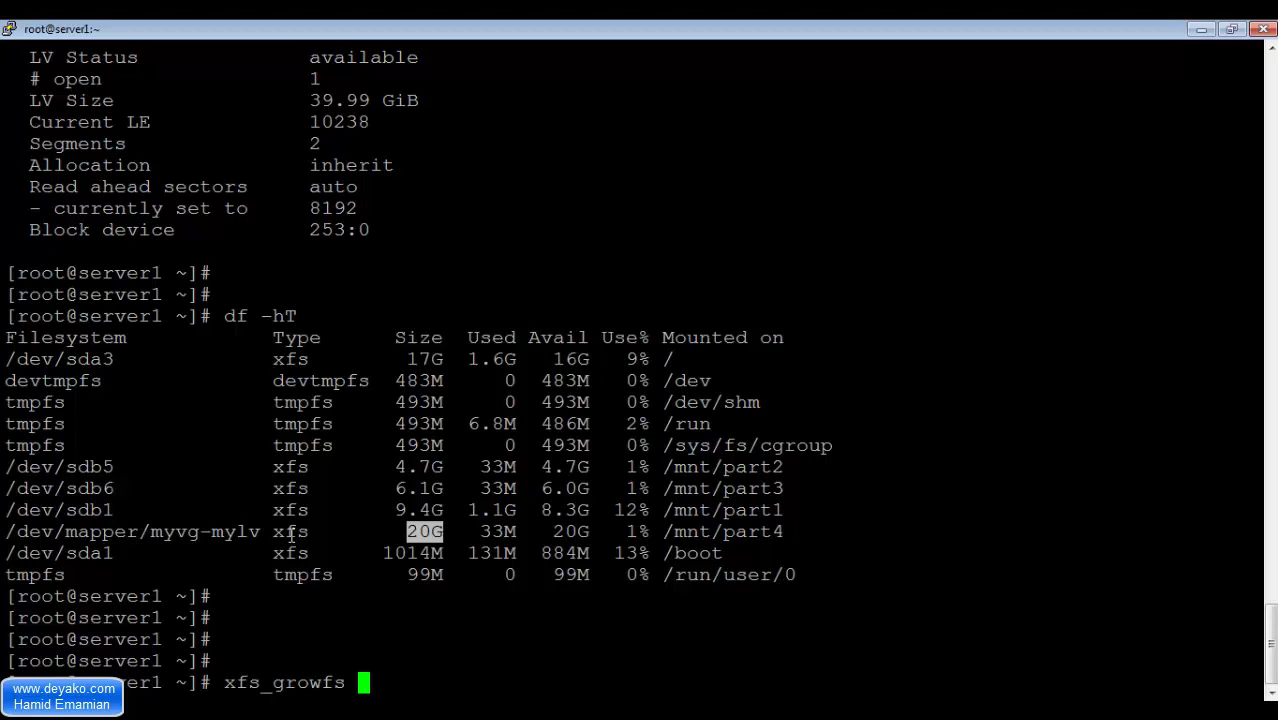 root@server1:~
LV Status available
# open 1
LV Size 39.99 GiB
Current LE 10238
Segments 2
Allocation inherit
Read ahead sectors auto
- currently set to 8192
Block device 253:0
[root@server1 ~]#
[root@server1 ~]#
[root@server1 ~]# df -hT
Filesystem Type Size Used Avail Use% Mounted on
/dev/sda3 xfs 17G 1.6G 16G 9% /
devtmpfs devtmpfs 483M 0 483M 0% /dev
tmpfs tmpfs 493M 0 493M 0% /dev/shm
tmpfs tmpfs 493M 6.8M 486M 2% /run
tmpfs tmpfs 493M 0 493M 0% /sys/fs/cgroup
/dev/sdb5 xfs 4.7G 33M 4.7G 1% /mnt/part2
/dev/sdb6 xfs 6.1G 33M 6.0G 1% /mnt/part3
/dev/sdb1 xfs 9.4G 1.1G 8.3G 12% /mnt/part1
/dev/mapper/myvg-mylv xfs 20G 33M 20G 1% /mnt/part4
/dev/sda1 xfs 1014M 131M 884M 13% /boot
tmpfs tmpfs 99M 0 99M 0% /run/user/0
[root@server1 ~]#
[root@server1 ~]#
[root@server1 ~]#
[root@server1 ~]#
[root@server1 ~]# xfs_growfs
www.deyako.com
Hamid Emamian